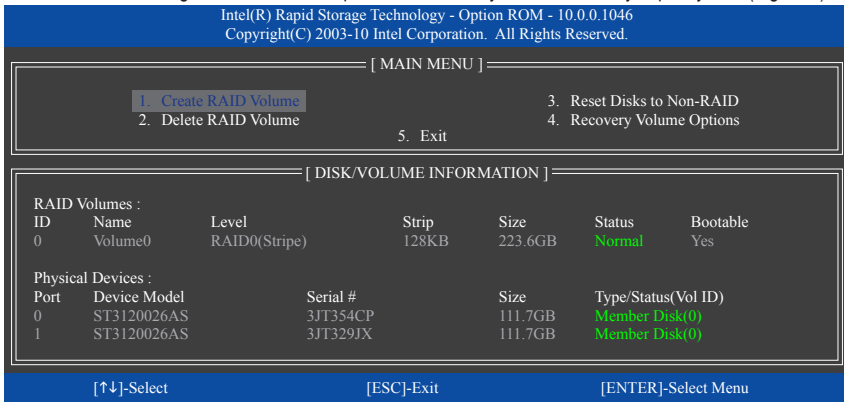 Intel(R) Rapid Storage Technology - Option ROM - 10.0.0.1046
Copyright(C) 2003-10 Intel Corporation. All Rights Reserved.
[ MAIN MENU ]
1. Create RAID Volume 3. Reset Disks to Non-RAID
2. Delete RAID Volume 4. Recovery Volume Options
5. Exit
[ DISK/VOLUME INFORMATION ]
RAID Volumes :
ID Name Level Strip Size Status Bootable
0 Volume0 RAID0(Stripe) 128KB 223.6GB Normal Yes
Physical Devices :
Port Device Model Serial # Size Type/Status(Vol ID)
0 ST3120026AS 3JT354CP 111.7GB Member Disk(0)
1 ST3120026AS 3JT329JX 111.7GB Member Disk(0)
[↑↓]-Select [ESC]-Exit [ENTER]-Select Menu